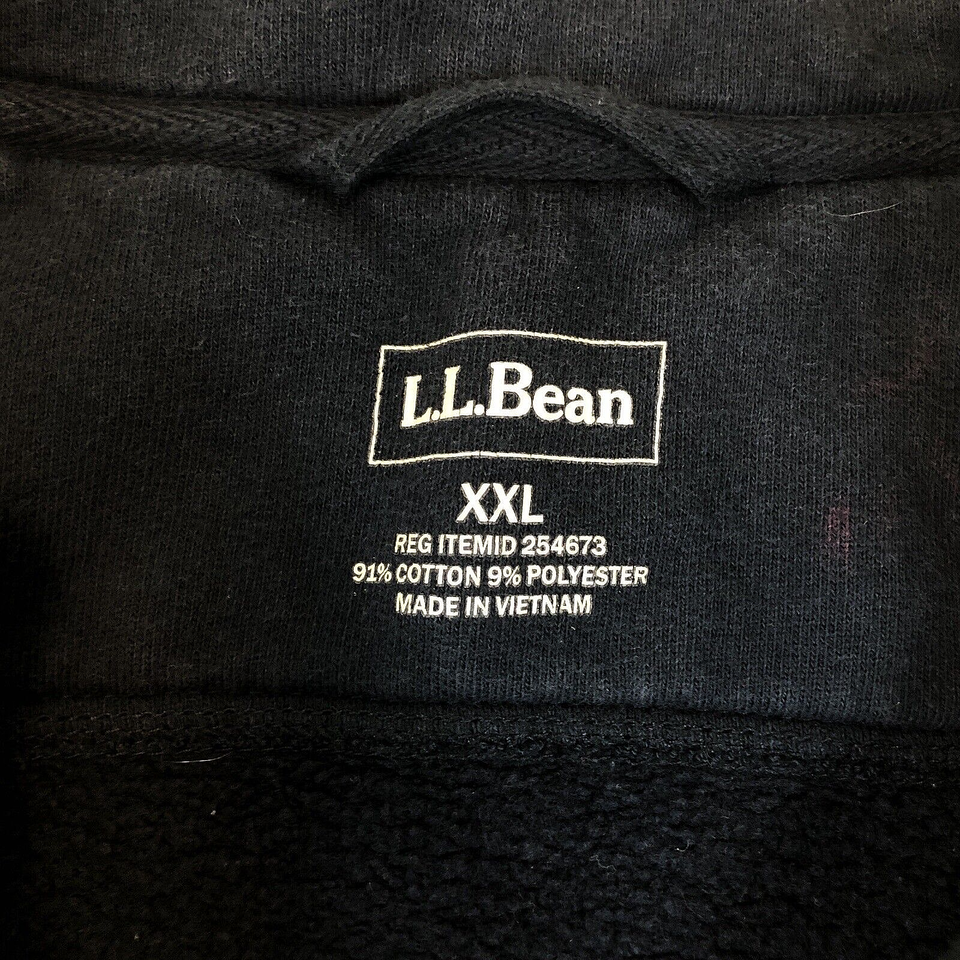 L.L.Bean
XXL
REG ITEMID 254673
91% COTTON 9% POLYESTER
MADE IN VIETNAM